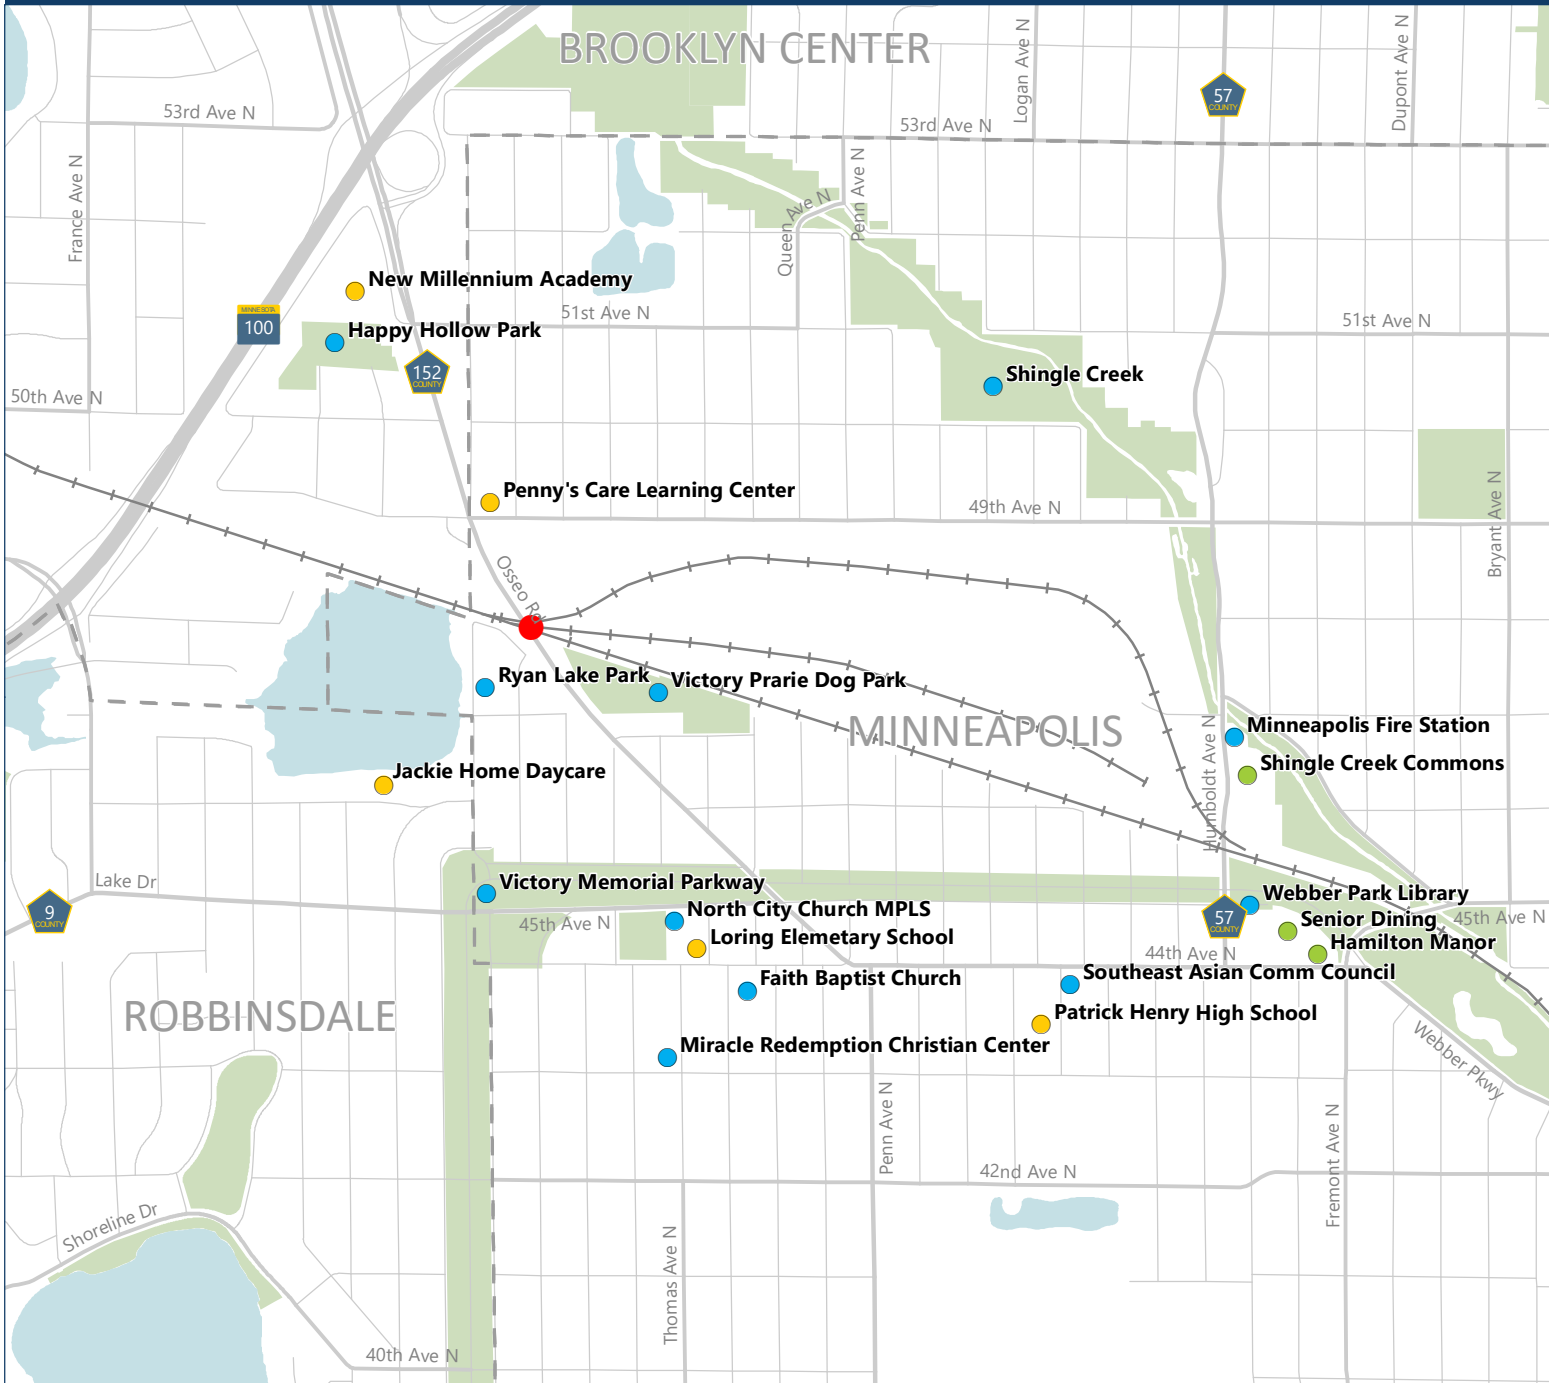 BROOKLYN CENTER
Logan Ave N
Dupont Ave N
57
COUNTY
53rd Ave N
53rd Ave N
France Ave N
Penn Ave N
Queen Ave N
New Millennium Academy
MINNESOTA
100
51st Ave N
51st Ave N
Happy Hollow Park
152
COUNTY
Shingle Creek
50th Ave N
Penny's Care Learning Center
49th Ave N
Bryant Ave N
Osseo Rd
Ryan Lake Park
Victory Prarie Dog Park
MINNEAPOLIS
Minneapolis Fire Station
Humboldt Ave N
Shingle Creek Commons
Jackie Home Daycare
Lake Dr
Victory Memorial Parkway
Webber Park Library
9
COUNTY
North City Church MPLS
57
COUNTY
Senior Dining
45th Ave N
45th Ave N
Loring Elemetary School
Hamilton Manor
44th Ave N
Faith Baptist Church
Southeast Asian Comm Council
ROBBINSDALE
Patrick Henry High School
Miracle Redemption Christian Center
Webber Pkwy
Penn Ave N
Fremont Ave N
42nd Ave N
Shoreline Dr
Thomas Ave N
40th Ave N